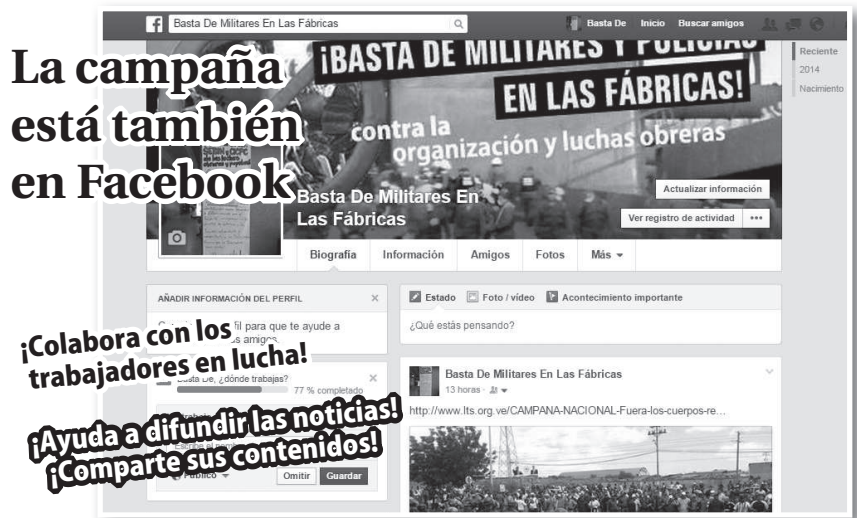 La campaña
está también
en Facebook
Basta De Militares En Las Fábricas
Basta De Inicio Buscar amigos
¡BASTA DE MILITARES Y POLICÍAS
EN LAS FÁBRICAS!
contra la
organización y luchas obreras
Basta De Militares En
Las Fábricas
Actualizar información
Ver registro de actividad •••
Reciente
2014
Nacimiento
Biografía Información Amigos Fotos Más
AÑADIR INFORMACIÓN DEL PERFIL
para que te ayude a
amigos.
¡Colabora con los
trabajadores en lucha!
Basta De, ¿dónde trabajas?
77 % completado
¡Ayuda a difundir las noticias!
¡Comparte sus contenidos!
Público Omitir Guardar
Estado Foto / vídeo Acontecimiento importante
¿Qué estás pensando?
Basta De Militares En Las Fábricas
13 horas ·
http://www.lts.org.ve/CAMPANA-NACIONAL-Fuera-los-cuerpos-re...